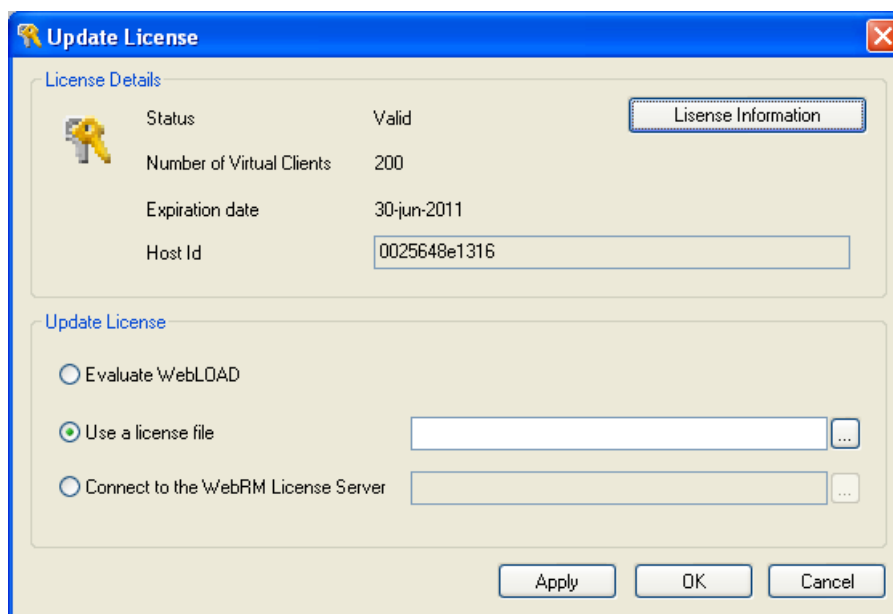 Update License
License Details
Status Valid Lisense Information
Number of Virtual Clients 200
Expiration date 30-jun-2011
Host Id 0025648e1316
Update License
Evaluate WebLOAD
Use a license file ...
Connect to the WebRM License Server ...
Apply OK Cancel